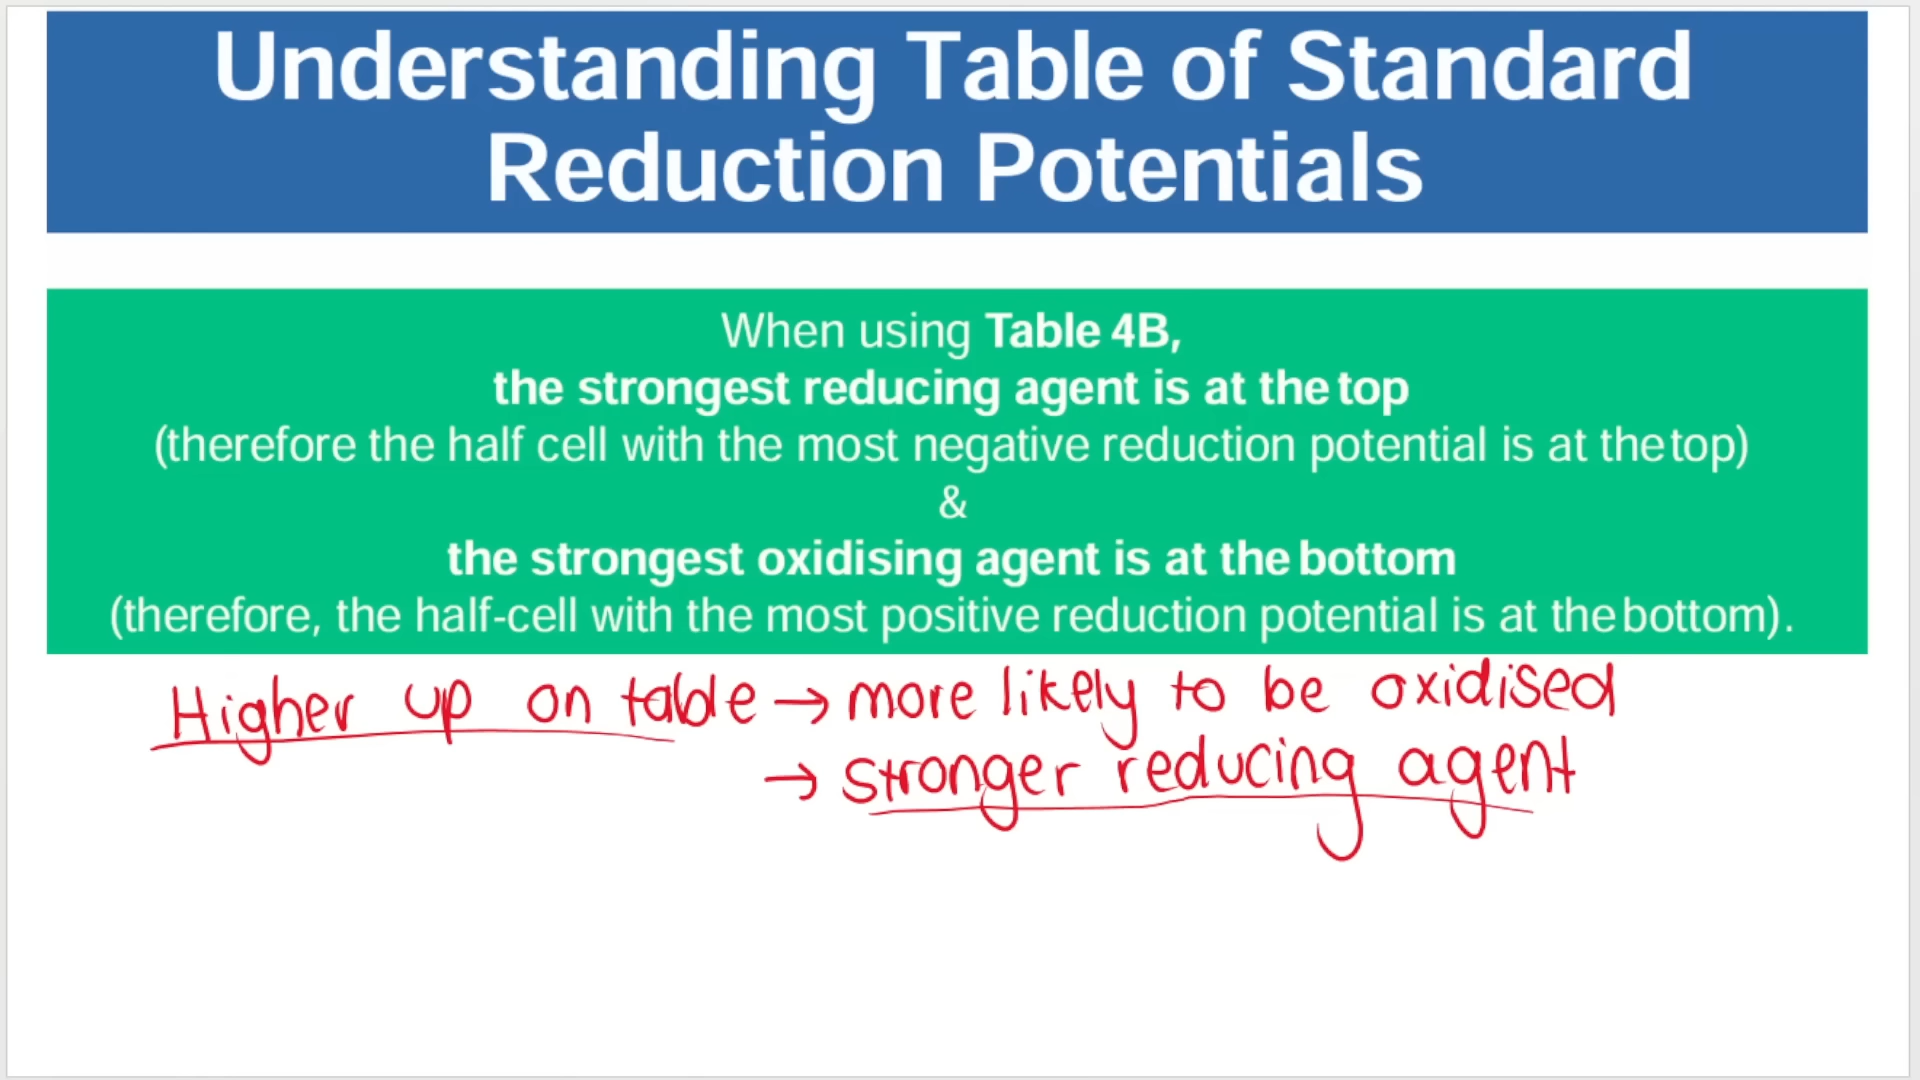 Understanding Table of Standard
Reduction Potentials
When using Table 4B,
the strongest reducing agent is at the top
(therefore the half cell with the most negative reduction potential is at the top)
&
the strongest oxidising agent is at the bottom
(therefore, the half-cell with the most positive reduction potential is at the bottom).
Higher up on table → more likely to be oxidised
→ stronger reducing agent